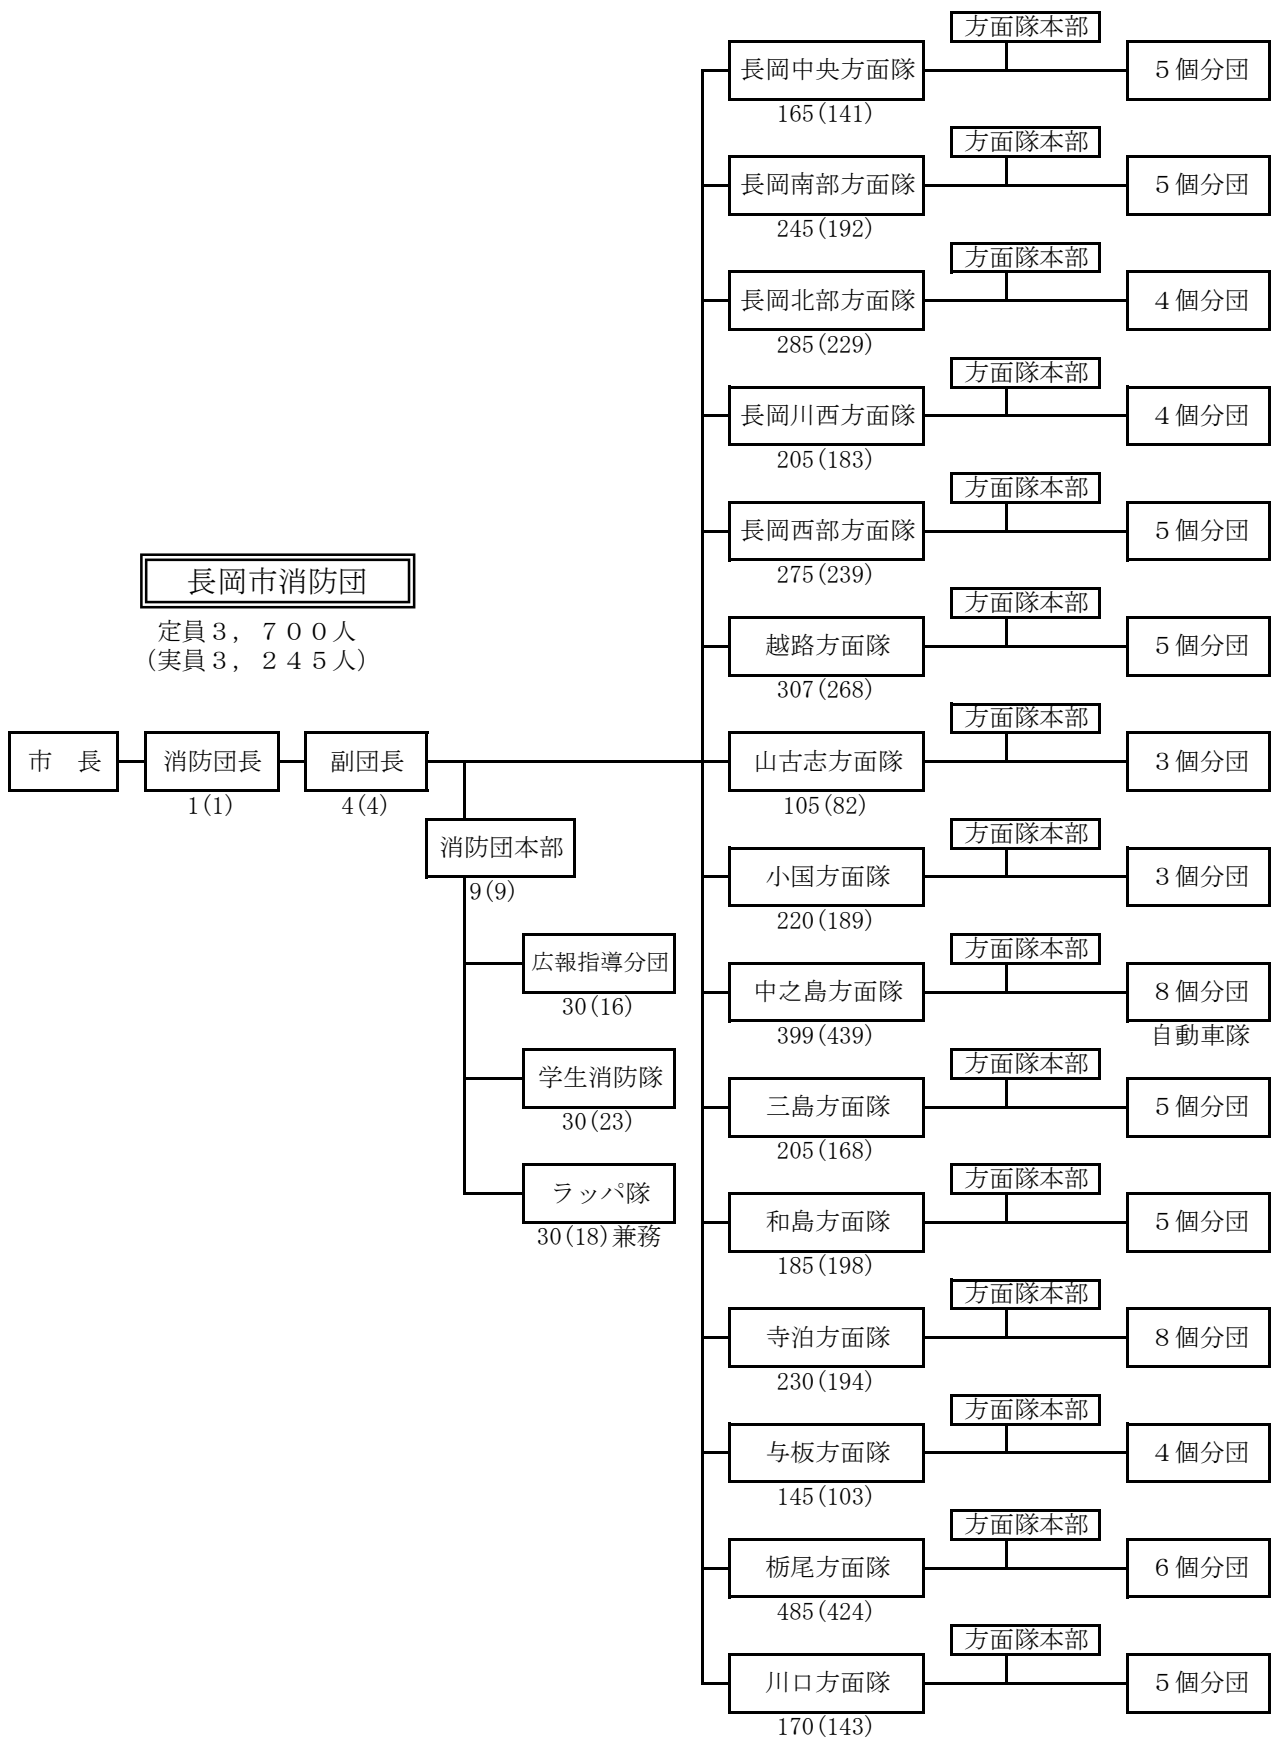 長岡市消防団
定員３，７００人
（実員３，２４５人）
市　長
消防団長
1(1)
副団長
4(4)
消防団本部
9(9)
広報指導分団
30(16)
学生消防隊
30(23)
ラッパ隊
30(18)兼務
方面隊本部
長岡中央方面隊
５個分団
165(141)
方面隊本部
長岡南部方面隊
５個分団
245(192)
方面隊本部
長岡北部方面隊
４個分団
285(229)
方面隊本部
長岡川西方面隊
４個分団
205(183)
方面隊本部
長岡西部方面隊
５個分団
275(239)
方面隊本部
越路方面隊
５個分団
307(268)
方面隊本部
山古志方面隊
３個分団
105(82)
方面隊本部
小国方面隊
３個分団
220(189)
方面隊本部
中之島方面隊
８個分団
399(439)
自動車隊
方面隊本部
三島方面隊
５個分団
205(168)
方面隊本部
和島方面隊
５個分団
185(198)
方面隊本部
寺泊方面隊
８個分団
230(194)
方面隊本部
与板方面隊
４個分団
145(103)
方面隊本部
栃尾方面隊
６個分団
485(424)
方面隊本部
川口方面隊
５個分団
170(143)